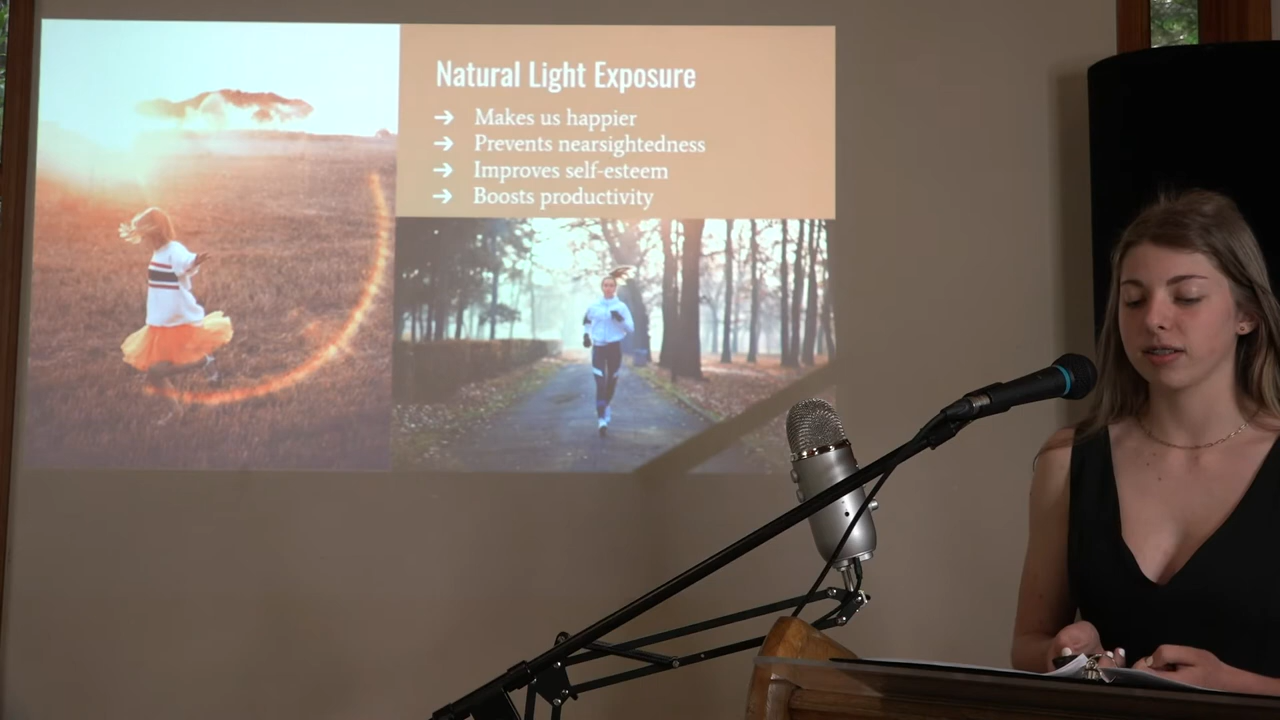 Natural Light Exposure
➔ Makes us happier
➔ Prevents nearsightedness
➔ Improves self-esteem
➔ Boosts productivity